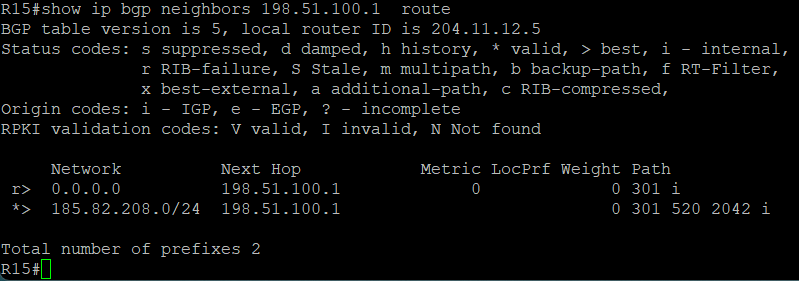 R15#show ip bgp neighbors 198.51.100.1  route
BGP table version is 5, local router ID is 204.11.12.5
Status codes: s suppressed, d damped, h history, * valid, > best, i - internal,
              r RIB-failure, S Stale, m multipath, b backup-path, f RT-Filter,
              x best-external, a additional-path, c RIB-compressed,
Origin codes: i - IGP, e - EGP, ? - incomplete
RPKI validation codes: V valid, I invalid, N Not found

     Network          Next Hop            Metric LocPrf Weight Path
 r>  0.0.0.0          198.51.100.1             0             0 301 i
 *>  185.82.208.0/24  198.51.100.1                           0 301 520 2042 i

Total number of prefixes 2
R15#